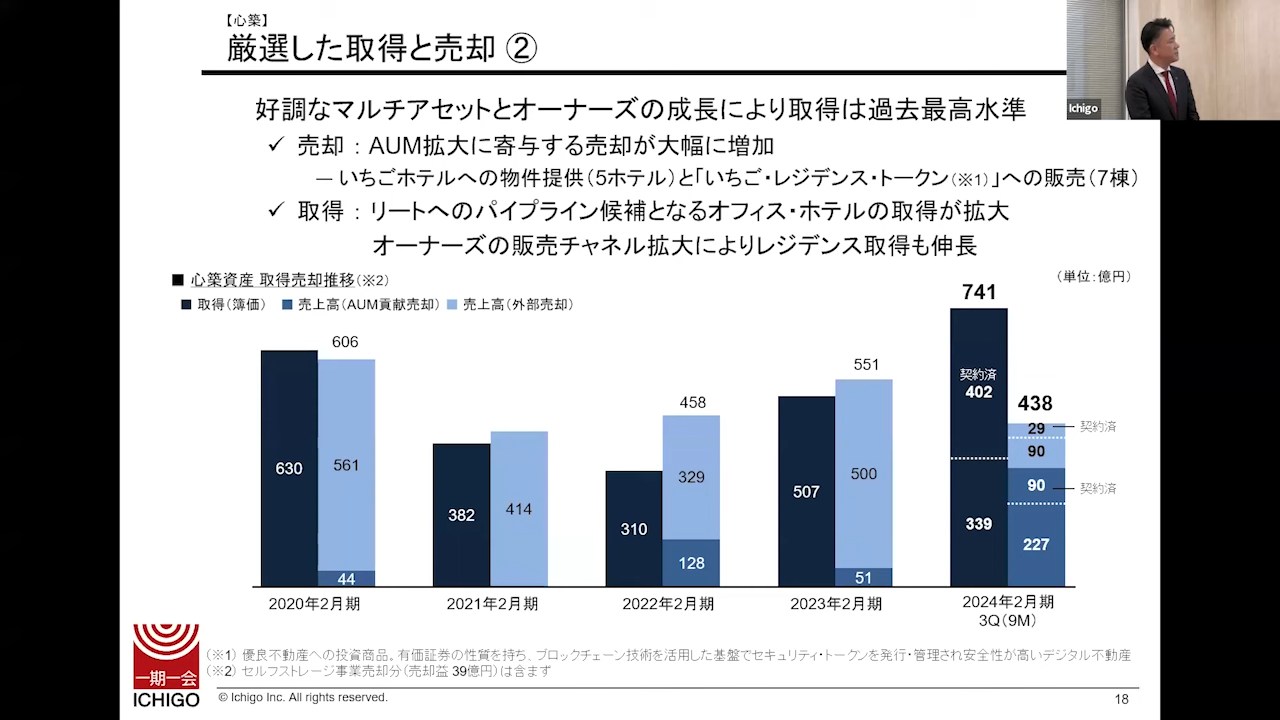 【心築】
厳選した取得と売却 ②
Ichigo
好調なマルチアセットとオーナーズの成長により取得は過去最高水準
✓ 売却：AUM拡大に寄与する売却が大幅に増加
―いちごホテルへの物件提供（5ホテル）と「いちご・レジデンス・トークン（※1）」への販売（7棟）
✓ 取得：リートへのパイプライン候補となるオフィス・ホテルの取得が拡大
オーナーズの販売チャネル拡大によりレジデンス取得も伸長
■ 心築資産 取得売却推移（※2）
（単位：億円）
■ 取得（簿価） ■ 売上高（AUM貢献売却） ■ 売上高（外部売却）
630
606
561
44
2020年2月期
382
414
2021年2月期
310
458
329
128
2022年2月期
507
551
500
51
2023年2月期
741
契約済
402
339
438
29
契約済
90
90
契約済
227
2024年2月期
3Q（9M）
（※1） 優良不動産への投資商品。有価証券の性質を持ち、ブロックチェーン技術を活用した基盤でセキュリティ・トークンを発行・管理され安全性が高いデジタル不動産
（※2） セルフストレージ事業売却分（売却益 39億円）は含まず
一期一会
ICHIGO
© Ichigo Inc. All rights reserved.
18